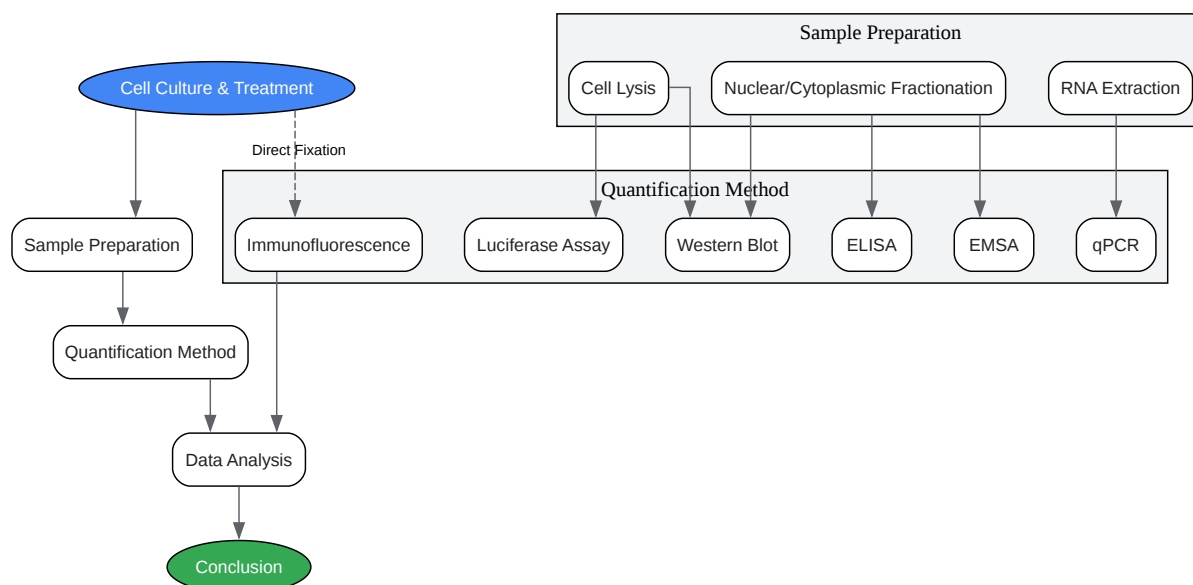 Sample Preparation
Cell Culture & Treatment
Cell Lysis
Nuclear/Cytoplasmic Fractionation
RNA Extraction
Direct Fixation
Quantification Method
Sample Preparation
Immunofluorescence
Luciferase Assay
Western Blot
ELISA
EMSA
qPCR
Quantification Method
Data Analysis
Conclusion